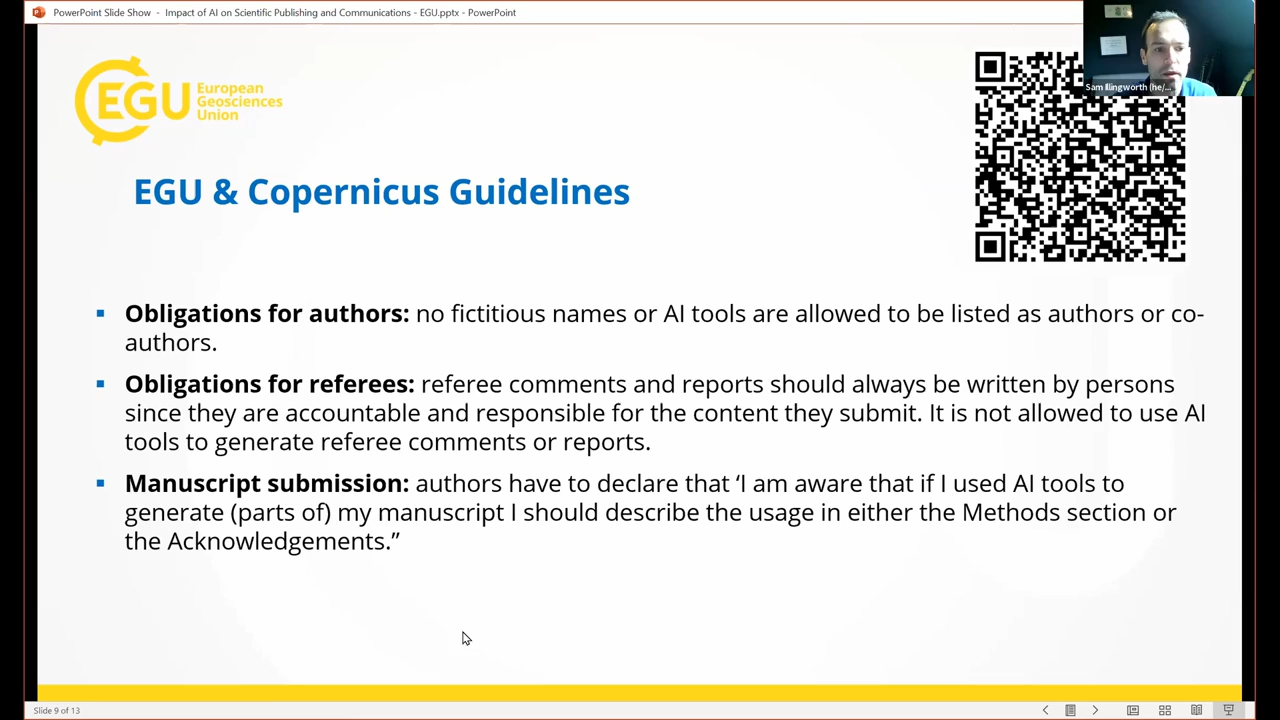 PowerPoint Slide Show - Impact of AI on Scientific Publishing and Communications - EGU.pptx - PowerPoint
Sam Illingworth (he/...
EGU European
Geosciences
Union
EGU & Copernicus Guidelines
Obligations for authors: no fictitious names or AI tools are allowed to be listed as authors or co-
authors.
Obligations for referees: referee comments and reports should always be written by persons
since they are accountable and responsible for the content they submit. It is not allowed to use AI
tools to generate referee comments or reports.
Manuscript submission: authors have to declare that ‘I am aware that if I used AI tools to
generate (parts of) my manuscript I should describe the usage in either the Methods section or
the Acknowledgements.”
Slide 9 of 13